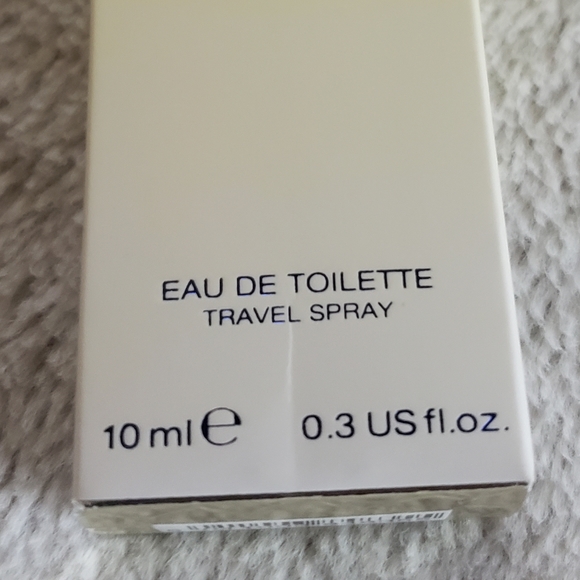 EAU DE TOILETTE
TRAVEL SPRAY
10 ml ℮ 0.3 US fl.oz.